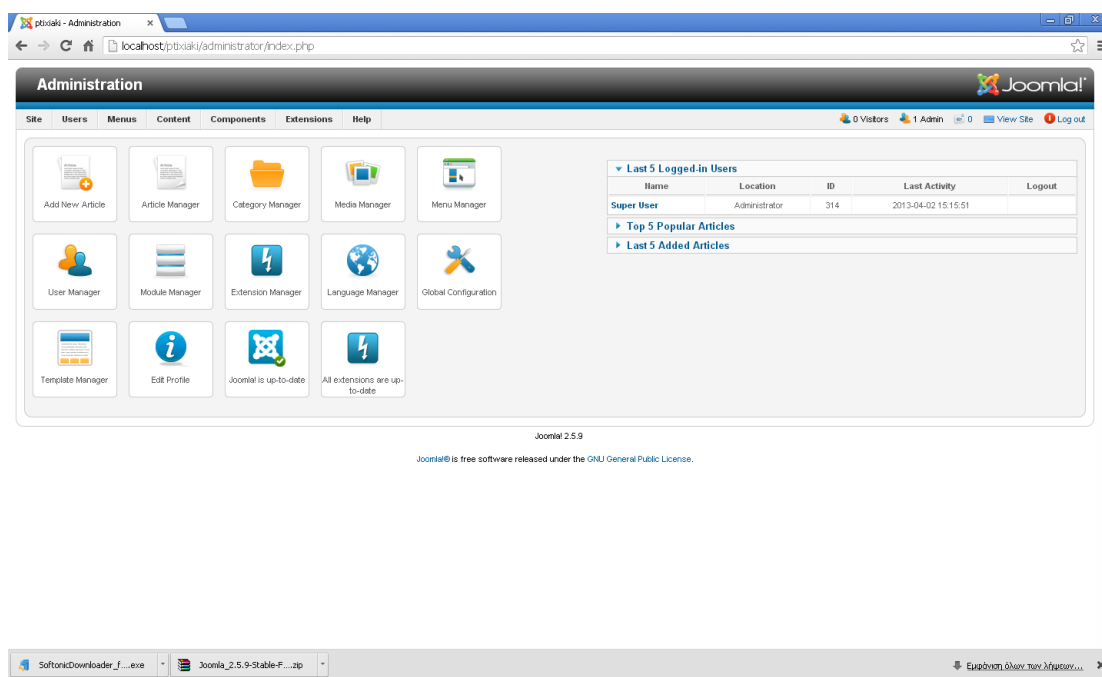 ptixiaki - Administration
localhost/ptixiaki/administrator/index.php
Administration
Joomla!
Site Users Menus Content Components Extensions Help
0 Visitors 1 Admin 0 View Site Log out
Add New Article
Article Manager
Category Manager
Media Manager
Menu Manager
User Manager
Module Manager
Extension Manager
Language Manager
Global Configuration
Template Manager
Edit Profile
Joomla! is up-to-date
All extensions are up-
to-date
Last 5 Logged-in Users
Name Location ID Last Activity Logout
Super User Administrator 314 2013-04-02 15:15:51
Top 5 Popular Articles
Last 5 Added Articles
Joomla! 2.5.9
Joomla!® is free software released under the GNU General Public License.
SoftonicDownloader_f....exe
Joomla_2.5.9-Stable-F....zip
Εμφάνιση όλων των λήψεων...